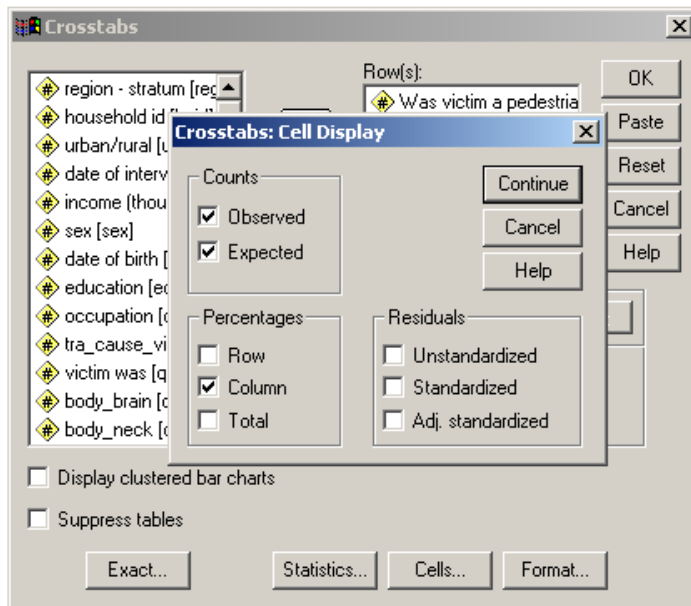 Crosstabs
region - stratum [reg
household id
urban/rural [u
date of interv
income (thou
sex [sex]
date of birth [
education [ed
occupation [o
tra_cause_vi
victim was [q
body_brain [q
body_neck [q
Row(s):
Was victim a pedestria
OK
Paste
Reset
Cancel
Help
Crosstabs: Cell Display
Counts
Observed
Expected
Continue
Cancel
Help
Percentages
Row
Column
Total
Residuals
Unstandardized
Standardized
Adj. standardized
Display clustered bar charts
Suppress tables
Exact...
Statistics...
Cells...
Format...